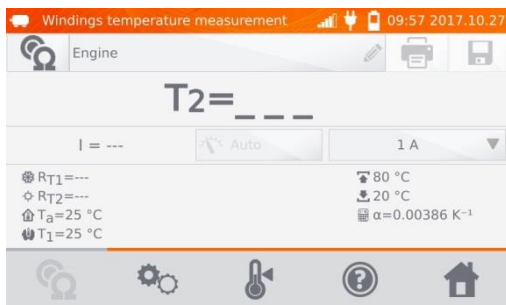 Windings temperature measurement 09:57 2017.10.27
Engine
T2=_ _ _
I = --- Auto 1 A
RT1=--- 80 °C
RT2=--- 20 °C
Ta=25 °C α=0.00386 K⁻¹
T1=25 °C